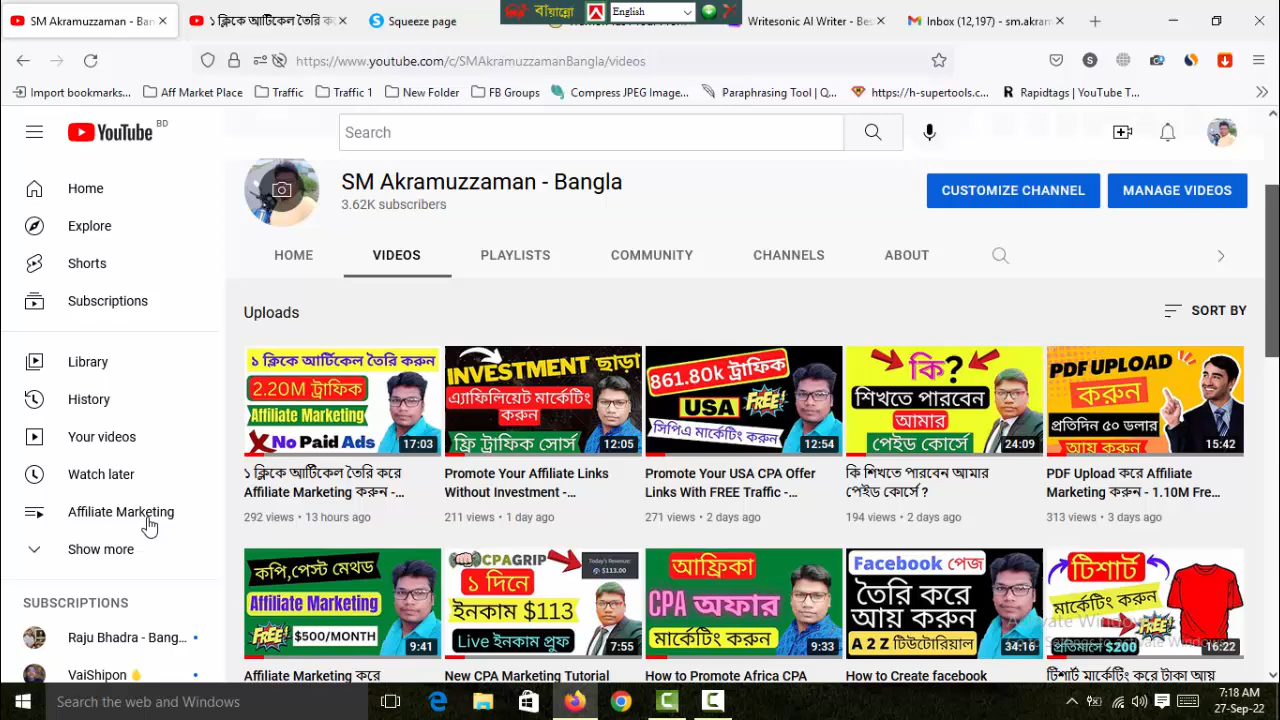 SM Akramuzzaman - Ban
১ ক্লিকে আর্টিকেল তৈরি ক
Squeeze page
বায়ান্নো
English
Writesonic AI Writer - Bes
Inbox (12,197) - sm.akram
https://www.youtube.com/c/SMAkramuzzamanBangla/videos
Import bookmarks...
Aff Market Place
Traffic
Traffic 1
New Folder
FB Groups
Compress JPEG Image...
Paraphrasing Tool | Q...
https://h-supertools.c...
Rapidtags | YouTube T...
YouTube BD
Search
Home
Explore
Shorts
Subscriptions
Library
History
Your videos
Watch later
Affiliate Marketing
Show more
SUBSCRIPTIONS
Raju Bhadra - Bang...
VaiShipon
SM Akramuzzaman - Bangla
3.62K subscribers
CUSTOMIZE CHANNEL
MANAGE VIDEOS
HOME
VIDEOS
PLAYLISTS
COMMUNITY
CHANNELS
ABOUT
Uploads
SORT BY
১ ক্লিকে আর্টিকেল তৈরি করুন
2.20M ট্রাফিক
Affiliate Marketing
No Paid Ads
17:03
১ ক্লিকে আর্টিকেল তৈরি করে
Affiliate Marketing করুন -...
292 views • 13 hours ago
INVESTMENT ছাড়া
এ্যাফিলিয়েট মার্কেটিং
করুন
ফ্রি ট্রাফিক সোর্স
12:05
Promote Your Affiliate Links
Without Investment -...
211 views • 1 day ago
861.80k ট্রাফিক
USA FREE!
সিপিএ মার্কেটিং করুন
12:54
Promote Your USA CPA Offer
Links With FREE Traffic -...
271 views • 2 days ago
কি?
শিখতে পারবেন
আমার
পেইড কোর্সে
24:09
কি শিখতে পারবেন আমার
পেইড কোর্সে ?
194 views • 2 days ago
PDF UPLOAD
করুন
প্রতিদিন ৫০ ডলার
আয় করুন
15:42
PDF Upload করে Affiliate
Marketing করুন - 1.10M Fre...
313 views • 3 days ago
কপি,পেস্ট মেথড
Affiliate Marketing
FREE! $500/MONTH
9:41
Affiliate Marketing করে
CPAGRIP
Today's Revenue:
$113.00
১ দিনে
ইনকাম $113
Live ইনকাম প্রুফ
7:55
New CPA Marketing Tutorial
আফ্রিকা
CPA অফার
মার্কেটিং করুন
9:33
How to Promote Africa CPA
Facebook পেজ
তৈরি করে
আয় করুন
A 2 Z টিউটোরিয়াল
34:16
How to Create facebook
টিশার্ট
মার্কেটিং করুন
FREE!
প্রতিমাসে $200
16:22
টিশার্ট মার্কেটিং করে টাকা আয়
Activate Windows
Search the web and Windows
7:18 AM
27-Sep-22